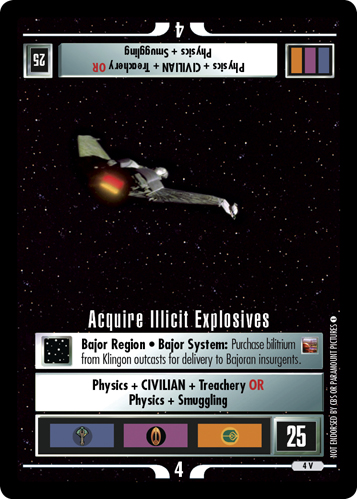 4
Physics + CIVILIAN + Treachery OR
Physics + Smuggling
25
Acquire Illicit Explosives
Bajor Region • Bajor System: Purchase bilitrium
from Klingon outcasts for delivery to Bajoran insurgents.
Physics + CIVILIAN + Treachery OR
Physics + Smuggling
25
4
4 V
NOT ENDORSED BY CBS OR PARAMOUNT PICTURES